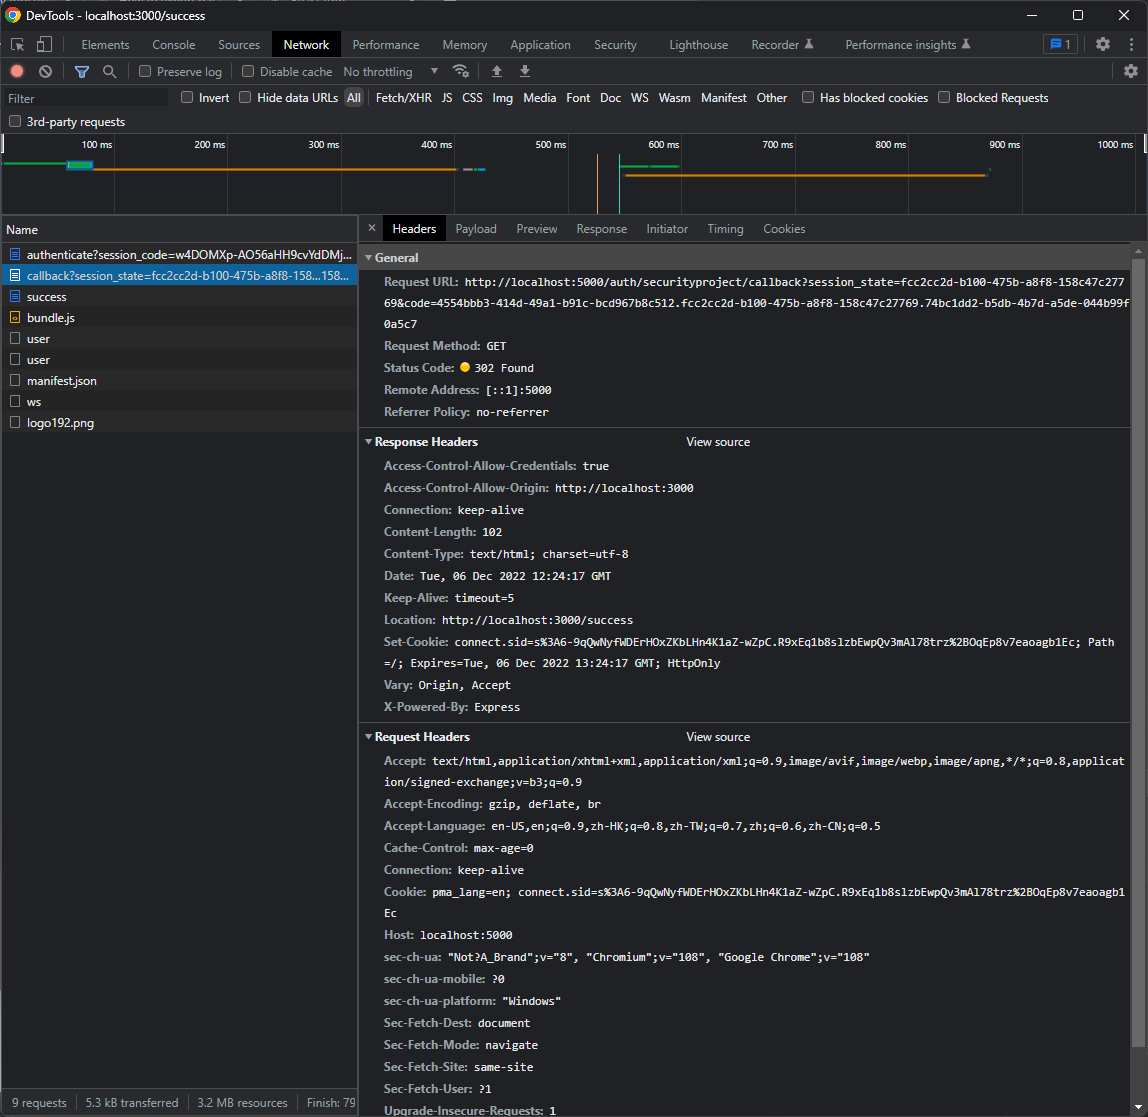 DevTools - localhost:3000/success
Elements Console Sources Network Performance Memory Application Security Lighthouse Recorder Performance insights 1
Preserve log Disable cache No throttling
Filter Invert Hide data URLs All Fetch/XHR JS CSS Img Media Font Doc WS Wasm Manifest Other Has blocked cookies Blocked Requests
3rd-party requests
100 ms 200 ms 300 ms 400 ms 500 ms 600 ms 700 ms 800 ms 900 ms 1000 ms
Name
authenticate?session_code=w4DOMXp-AO56aHH9cvYdDMj...
callback?session_state=fcc2cc2d-b100-475b-a8f8-158...158...
success
bundle.js
user
user
manifest.json
ws
logo192.png
9 requests 5.3 kB transferred 3.2 MB resources Finish: 79
× Headers Payload Preview Response Initiator Timing Cookies
General
Request URL: http://localhost:5000/auth/securityproject/callback?session_state=fcc2cc2d-b100-475b-a8f8-158c47c277
69&code=4554bbb3-414d-49a1-b91c-bcd967b8c512.fcc2cc2d-b100-475b-a8f8-158c47c27769.74bc1dd2-b5db-4b7d-a5de-044b99f
0a5c7
Request Method: GET
Status Code: 302 Found
Remote Address: [::1]:5000
Referrer Policy: no-referrer
Response Headers View source
Access-Control-Allow-Credentials: true
Access-Control-Allow-Origin: http://localhost:3000
Connection: keep-alive
Content-Length: 102
Content-Type: text/html; charset=utf-8
Date: Tue, 06 Dec 2022 12:24:17 GMT
Keep-Alive: timeout=5
Location: http://localhost:3000/success
Set-Cookie: connect.sid=s%3A6-9qQwNyfWDErHOxZKbLHn4K1aZ-wZpC.R9xEq1b8slzbEwpQv3mAl78trz%2BOqEp8v7eaoagb1Ec; Path
=/; Expires=Tue, 06 Dec 2022 13:24:17 GMT; HttpOnly
Vary: Origin, Accept
X-Powered-By: Express
Request Headers View source
Accept: text/html,application/xhtml+xml,application/xml;q=0.9,image/avif,image/webp,image/apng,*/*;q=0.8,applicat
ion/signed-exchange;v=b3;q=0.9
Accept-Encoding: gzip, deflate, br
Accept-Language: en-US,en;q=0.9,zh-HK;q=0.8,zh-TW;q=0.7,zh;q=0.6,zh-CN;q=0.5
Cache-Control: max-age=0
Connection: keep-alive
Cookie: pma_lang=en; connect.sid=s%3A6-9qQwNyfWDErHOxZKbLHn4K1aZ-wZpC.R9xEq1b8slzbEwpQv3mAl78trz%2BOqEp8v7eaoagb1
Ec
Host: localhost:5000
sec-ch-ua: "Not?A_Brand";v="8", "Chromium";v="108", "Google Chrome";v="108"
sec-ch-ua-mobile: ?0
sec-ch-ua-platform: "Windows"
Sec-Fetch-Dest: document
Sec-Fetch-Mode: navigate
Sec-Fetch-Site: same-site
Sec-Fetch-User: ?1
Upgrade-Insecure-Requests: 1